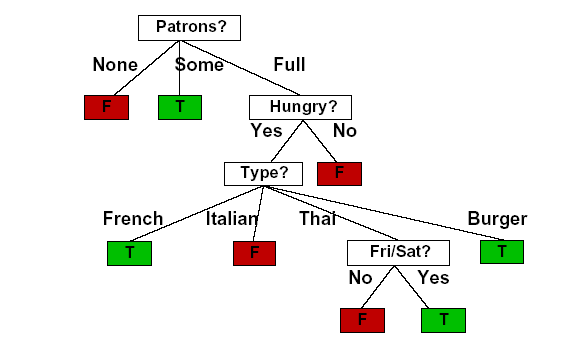 Patrons?
None Some Full
F T Hungry?
Yes No
Type? F
French Italian Thai Burger
T F Fri/Sat? T
No Yes
F T